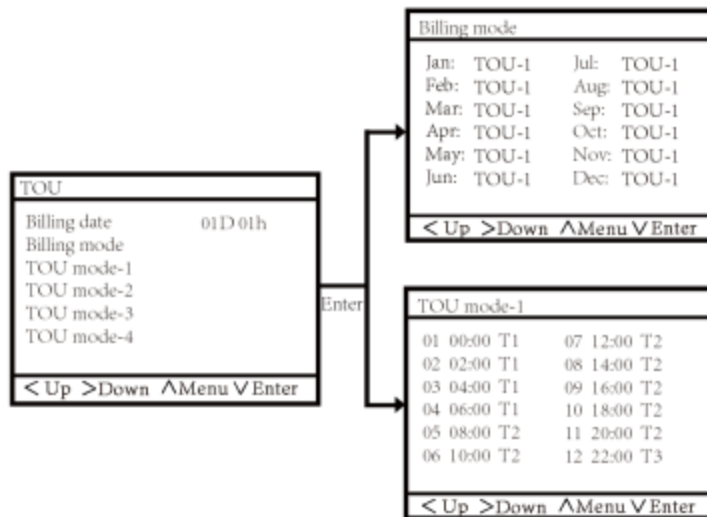 TOU
Billing date 01D 01h
Billing mode
TOU mode-1
TOU mode-2
TOU mode-3
TOU mode-4
< Up >Down ∧Menu ∨Enter
Enter
Billing mode
Jan: TOU-1 Jul: TOU-1
Feb: TOU-1 Aug: TOU-1
Mar: TOU-1 Sep: TOU-1
Apr: TOU-1 Oct: TOU-1
May: TOU-1 Nov: TOU-1
Jun: TOU-1 Dec: TOU-1
< Up >Down ∧Menu ∨Enter
TOU mode-1
01 00:00 T1 07 12:00 T2
02 02:00 T1 08 14:00 T2
03 04:00 T1 09 16:00 T2
04 06:00 T1 10 18:00 T2
05 08:00 T2 11 20:00 T2
06 10:00 T2 12 22:00 T3
< Up >Down ∧Menu ∨Enter